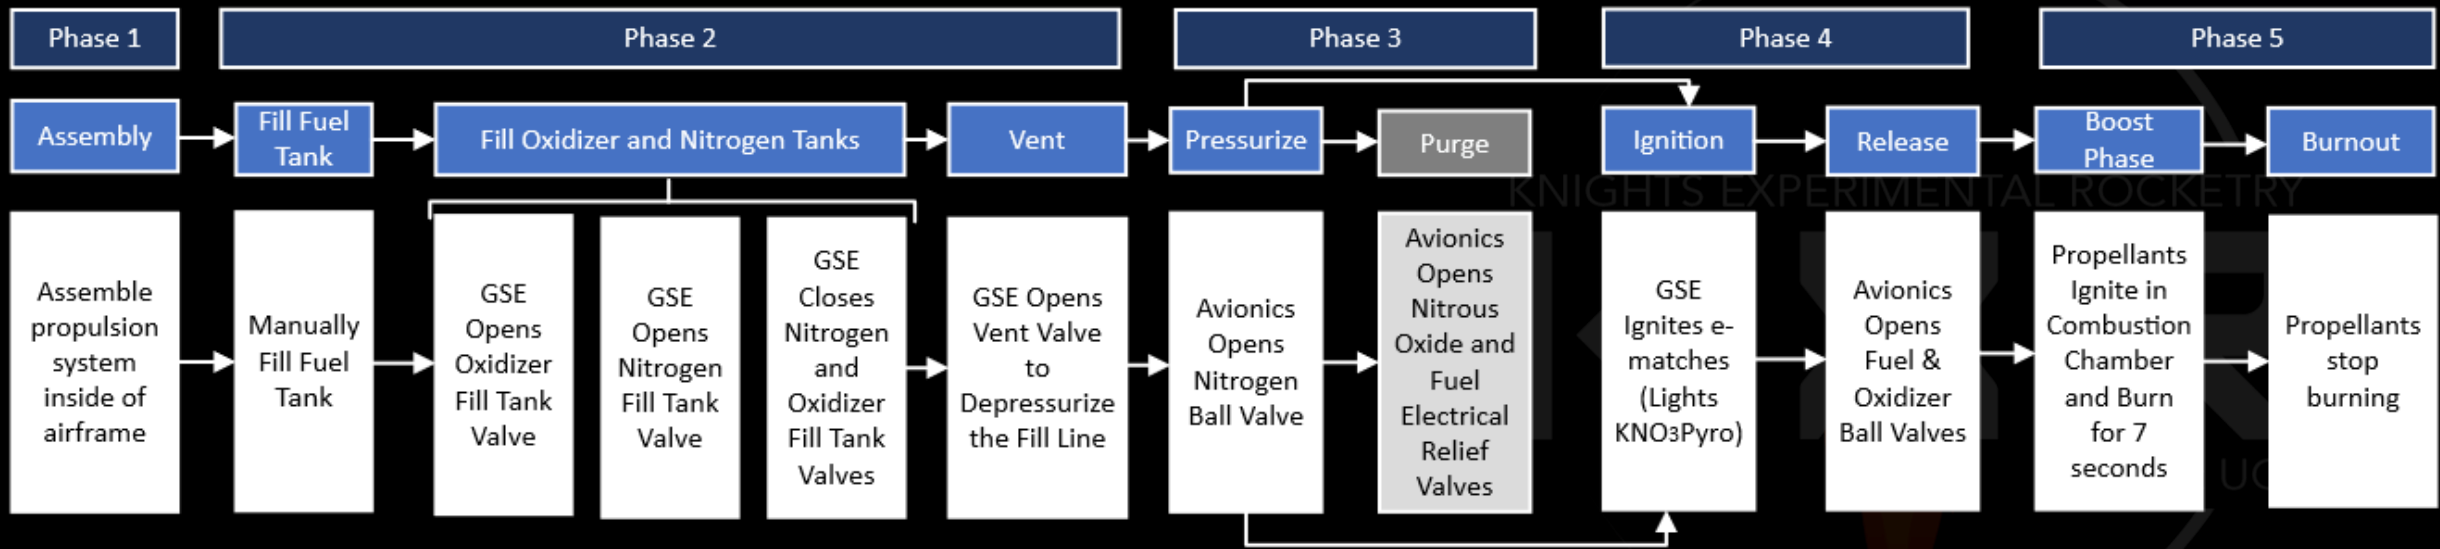 Phase 1
Phase 2
Phase 3
Phase 4
Phase 5
Assembly
Fill Fuel
Tank
Fill Oxidizer and Nitrogen Tanks
Vent
Pressurize
Purge
Ignition
Release
Boost
Phase
Burnout
KNIGHTS EXPERIMENTAL ROCKETRY
Assemble
propulsion
system
inside of
airframe
Manually
Fill Fuel
Tank
GSE
Opens
Oxidizer
Fill Tank
Valve
GSE
Opens
Nitrogen
Fill Tank
Valve
GSE
Closes
Nitrogen
and
Oxidizer
Fill Tank
Valves
GSE Opens
Vent Valve
to
Depressurize
the Fill Line
Avionics
Opens
Nitrogen
Ball Valve
Avionics
Opens
Nitrous
Oxide and
Fuel
Electrical
Relief
Valves
GSE
Ignites e-
matches
(Lights
KNO3Pyro)
Avionics
Opens
Fuel &
Oxidizer
Ball Valves
Propellants
Ignite in
Combustion
Chamber
and Burn
for 7
seconds
Propellants
stop
burning